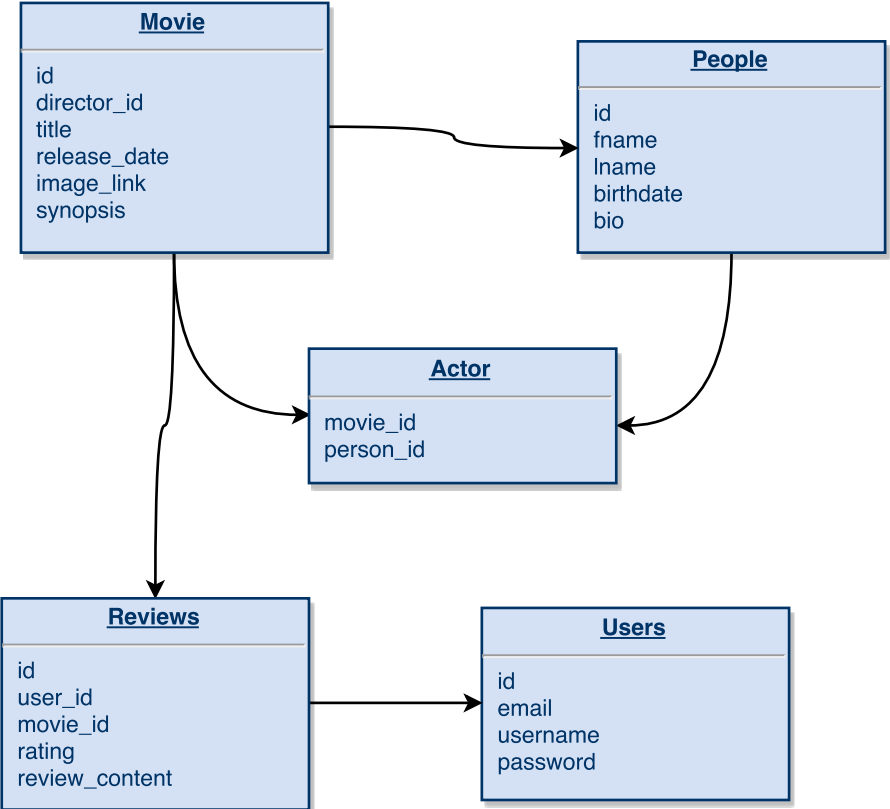 Movie
id
director_id
title
release_date
image_link
synopsis
People
id
fname
lname
birthdate
bio
Actor
movie_id
person_id
Reviews
id
user_id
movie_id
rating
review_content
Users
id
email
username
password